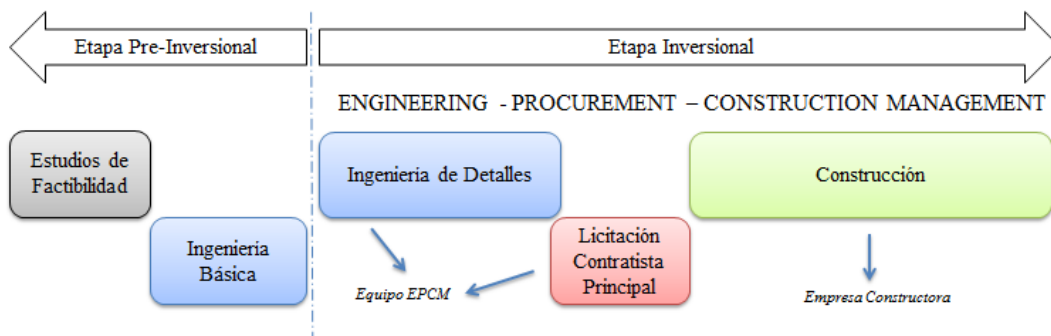 Etapa Pre-Inversional
Etapa Inversional
ENGINEERING - PROCUREMENT – CONSTRUCTION MANAGEMENT
Estudios de
Factibilidad
Ingeniería de Detalles
Construcción
Ingeniería
Básica
Licitación
Contratista
Principal
Equipo EPCM
Empresa Constructora